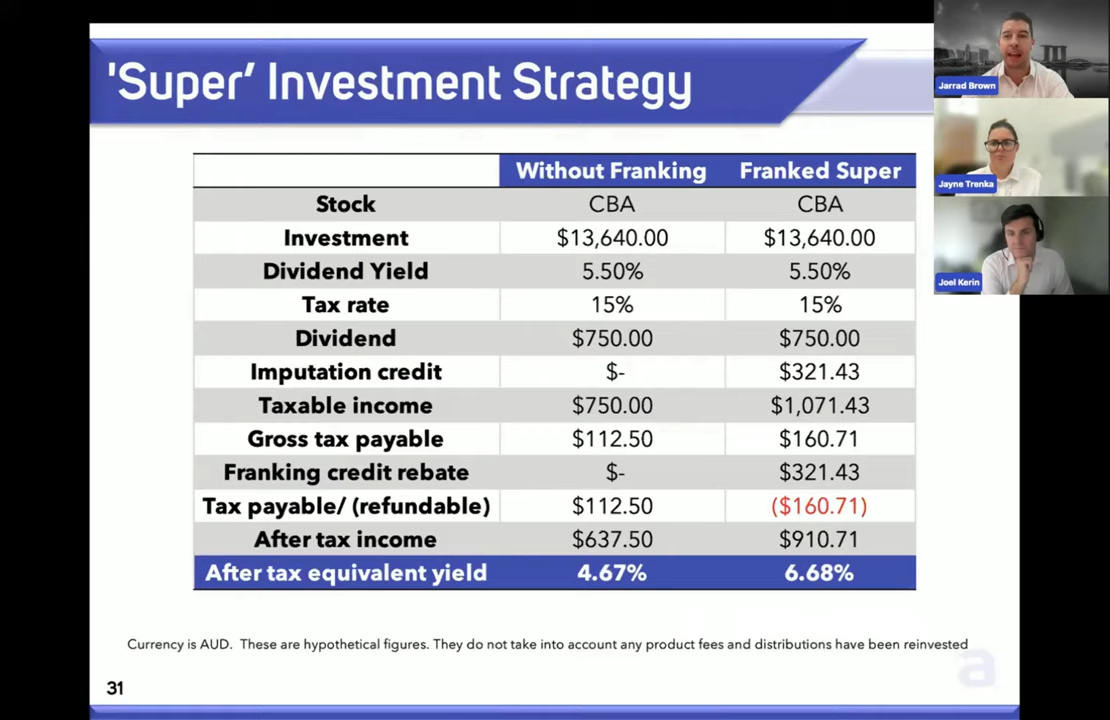 'Super' Investment Strategy
Without Franking Franked Super
Stock CBA CBA
Investment $13,640.00 $13,640.00
Dividend Yield 5.50% 5.50%
Tax rate 15% 15%
Dividend $750.00 $750.00
Imputation credit $- $321.43
Taxable income $750.00 $1,071.43
Gross tax payable $112.50 $160.71
Franking credit rebate $- $321.43
Tax payable/ (refundable) $112.50 ($160.71)
After tax income $637.50 $910.71
After tax equivalent yield 4.67% 6.68%
Currency is AUD. These are hypothetical figures. They do not take into account any product fees and distributions have been reinvested
a
31
Jarrad Brown
Jayne Trenka
Joel Kerin